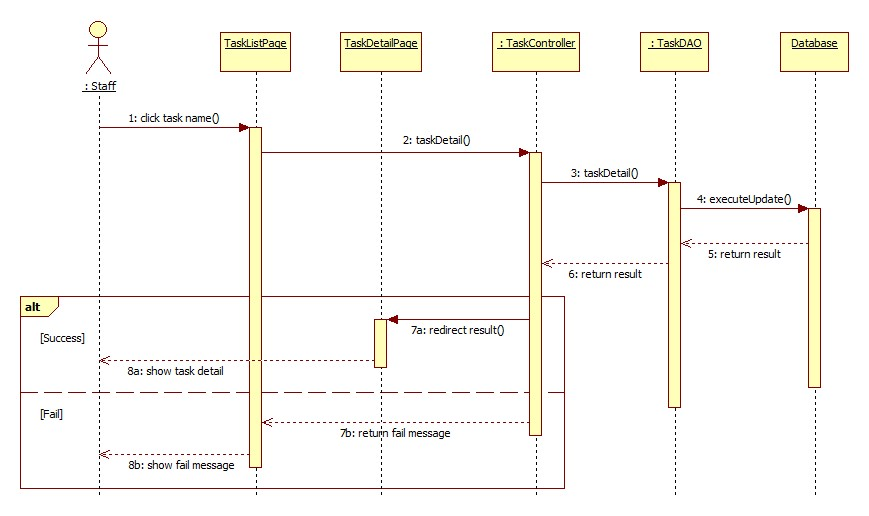 TaskListPage
TaskDetailPage
: TaskController
: TaskDAO
Database
: Staff
1: click task name()
2: taskDetail()
3: taskDetail()
4: executeUpdate()
5: return result
6: return result
alt
7a: redirect result()
[Success]
8a: show task detail
[Fail]
7b: return fail message
8b: show fail message